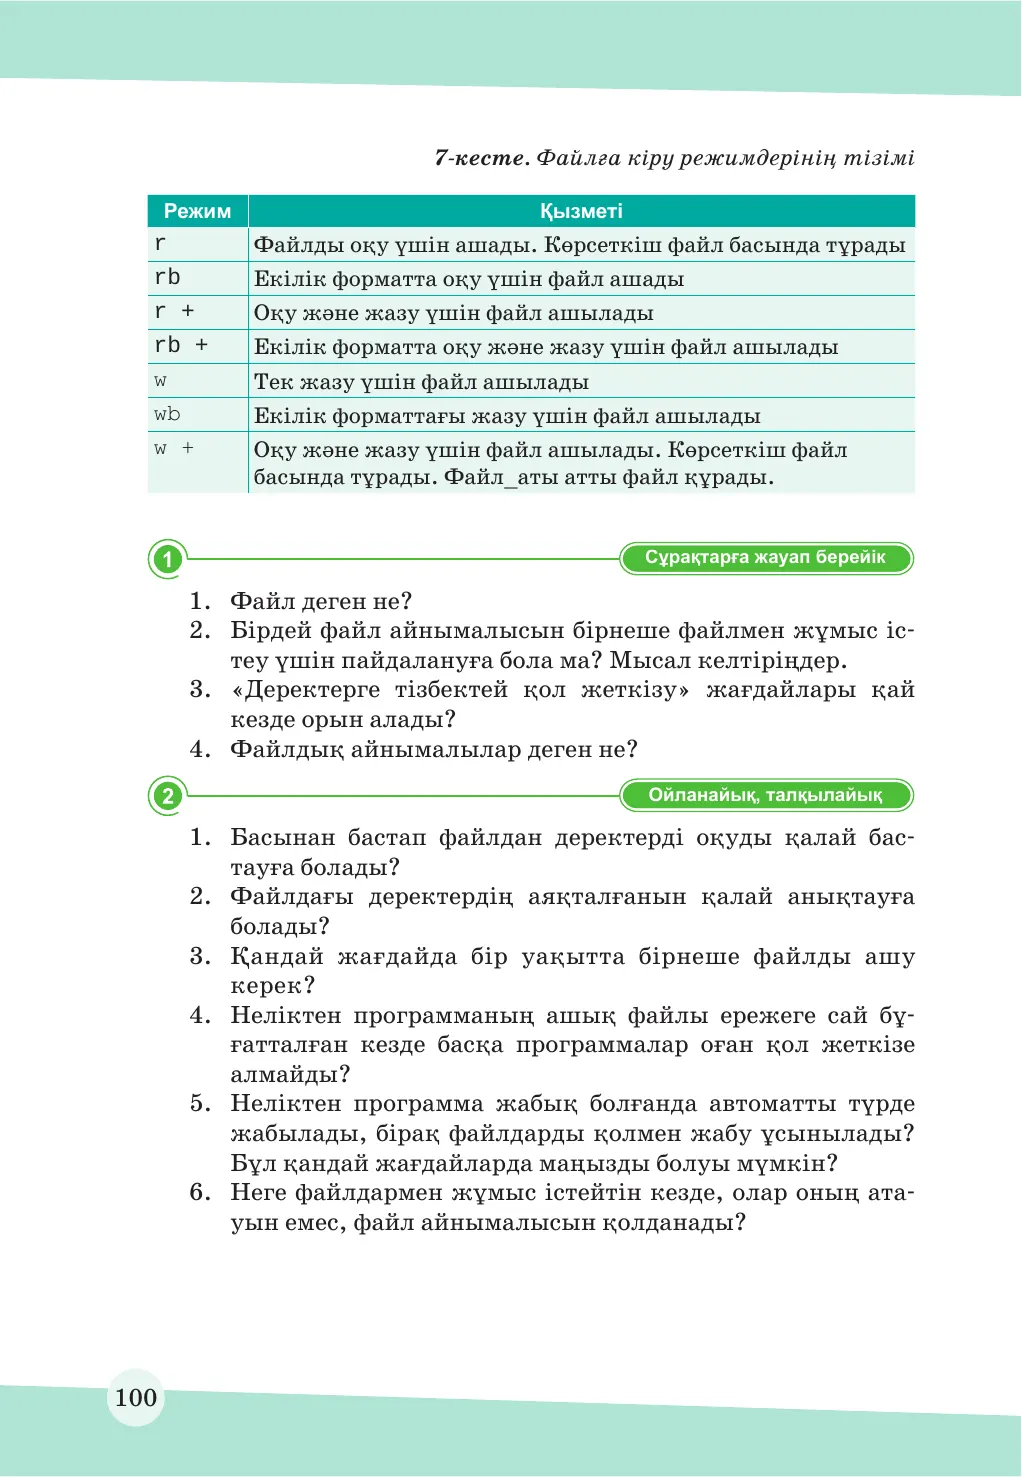 7-кесте. Файлға кіру режимдерінің тізімі
Режим Қызметі
r Файлды оқу үшін ашады. Көрсеткіш файл басында тұрады
rb Екілік форматта оқу үшін файл ашады
r + Оқу және жазу үшін файл ашылады
rb + Екілік форматта оқу және жазу үшін файл ашылады
w Тек жазу үшін файл ашылады
wb Екілік форматтағы жазу үшін файл ашылады
w + Оқу және жазу үшін файл ашылады. Көрсеткіш файл
басында тұрады. Файл_аты атты файл құрады.
1 Сұрақтарға жауап берейік
1. Файл деген не?
2. Бірдей файл айнымалысын бірнеше файлмен жұмыс іс-
теу үшін пайдалануға бола ма? Мысал келтіріңдер.
3. «Деректерге тізбектей қол жеткізу» жағдайлары қай
кезде орын алады?
4. Файлдық айнымалылар деген не?
2 Ойланайық, талқылайық
1. Басынан бастап файлдан деректерді оқуды қалай бас-
тауға болады?
2. Файлдағы деректердің аяқталғанын қалай анықтауға
болады?
3. Қандай жағдайда бір уақытта бірнеше файлды ашу
керек?
4. Неліктен программаның ашық файлы ережеге сай бұ-
ғатталған кезде басқа программалар оған қол жеткізе
алмайды?
5. Неліктен программа жабық болғанда автоматты түрде
жабылады, бірақ файлдарды қолмен жабу ұсынылады?
Бұл қандай жағдайларда маңызды болуы мүмкін?
6. Неге файлдармен жұмыс істейтін кезде, олар оның ата-
уын емес, файл айнымалысын қолданады?
100